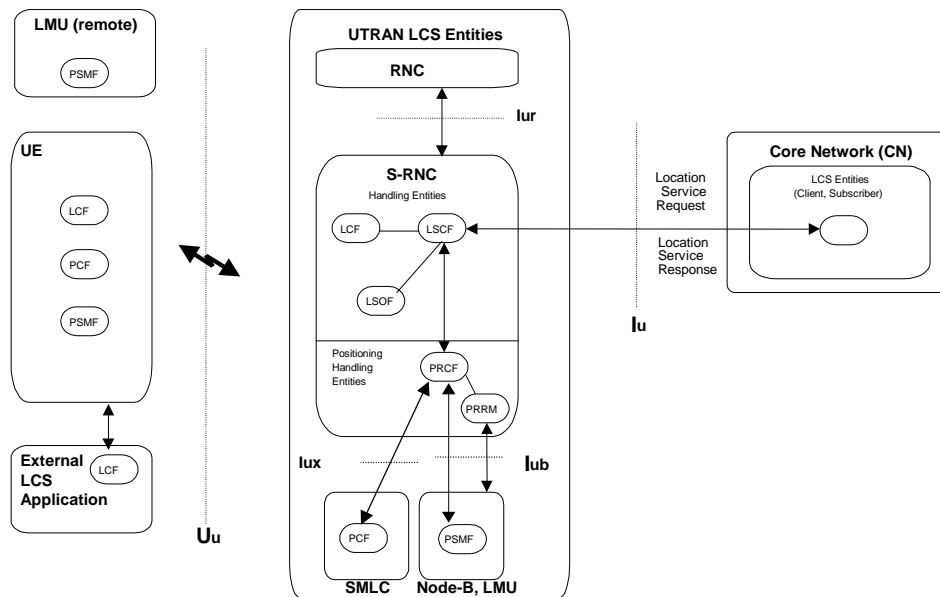 LMU (remote)
PSMF
UE
LCF
PCF
PSMF
External
LCS
Application
LCF
Uu
UTRAN LCS Entities
RNC
Iur
S-RNC
Handling Entities
LCF
LSCF
LSOF
Positioning
Handling
Entities
PRCF
PRRM
Iux
Iub
PCF
PSMF
SMLC
Node-B, LMU
Location
Service
Request
Location
Service
Response
Iu
Core Network (CN)
LCS Entities
(Client, Subscriber)